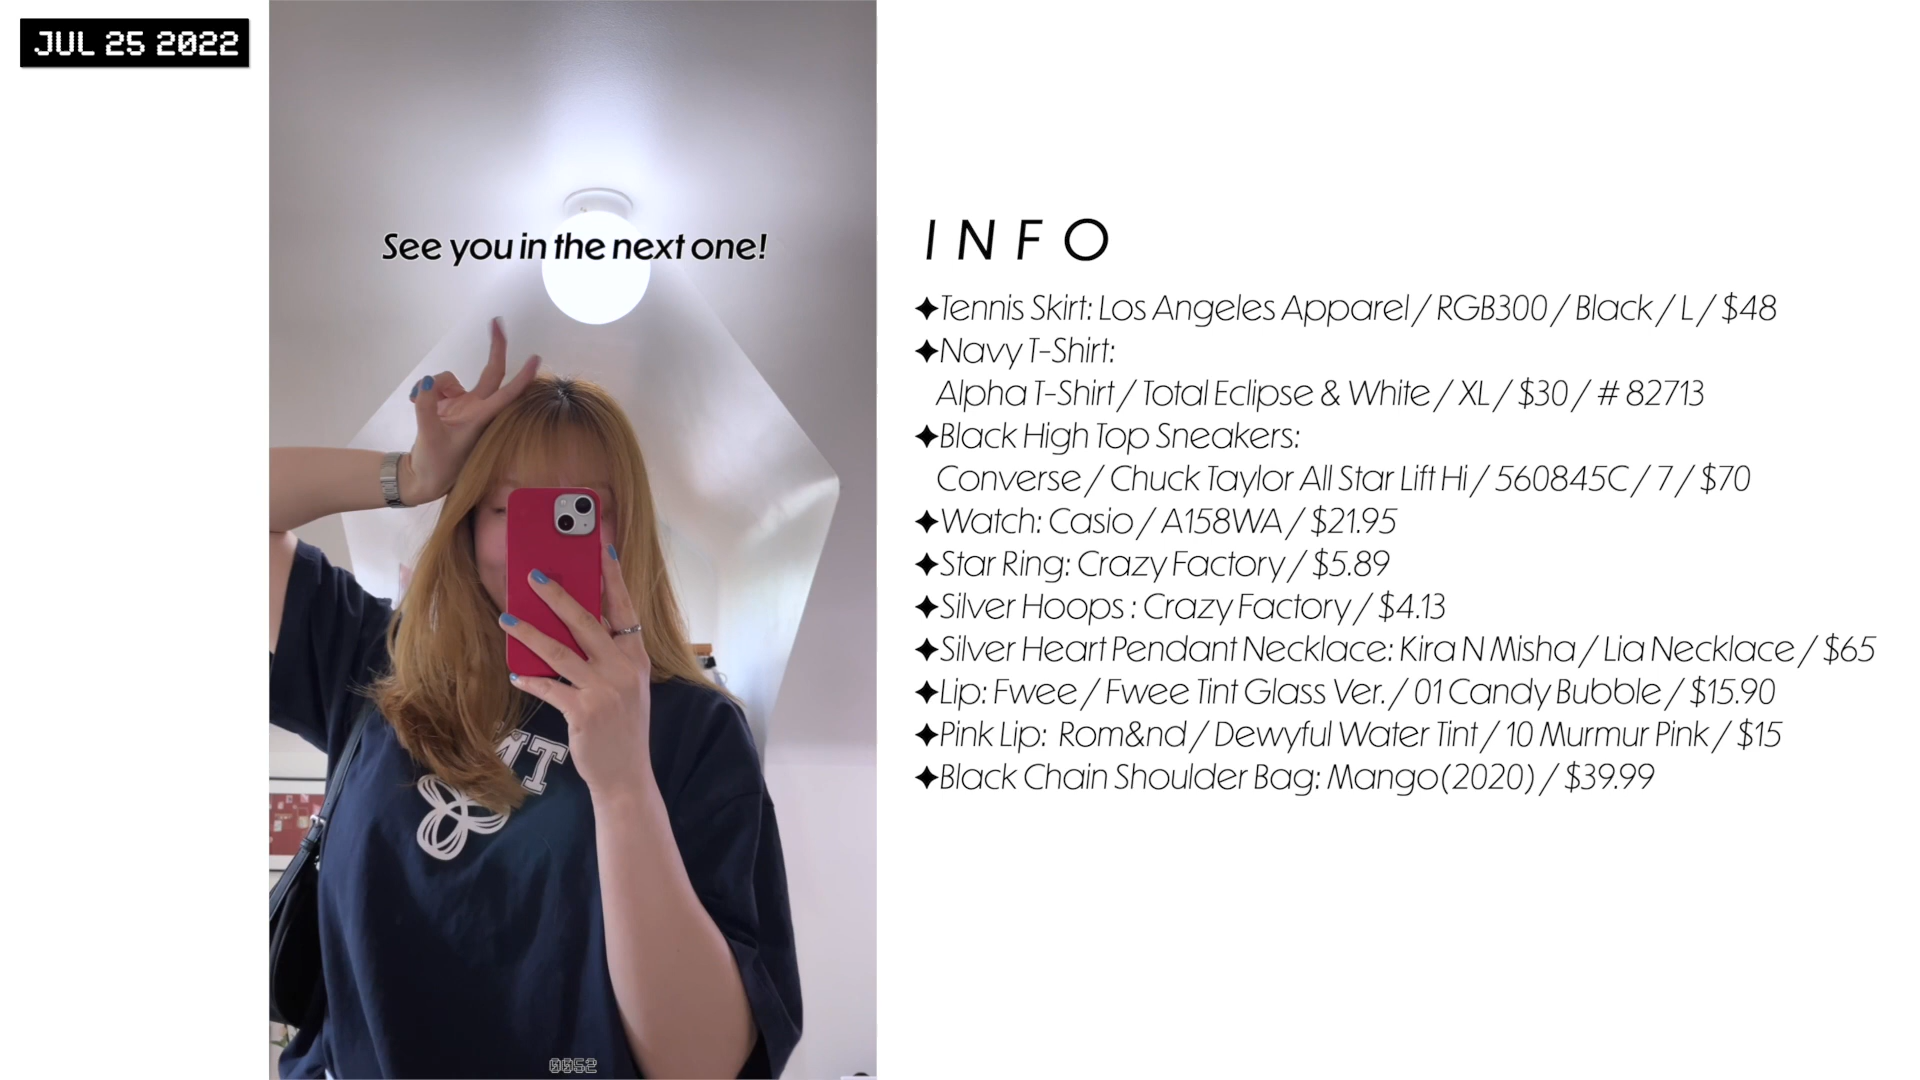 JUL 25 2022
See you in the next one!
INFO
✦Tennis Skirt: Los Angeles Apparel / RGB300 / Black / L / $48
✦Navy T-Shirt:
Alpha T-Shirt / Total Eclipse & White / XL / $30 / # 82713
✦Black High Top Sneakers:
Converse / Chuck Taylor All Star Lift Hi / 560845C / 7 / $70
✦Watch: Casio / A158WA / $21.95
✦Star Ring: Crazy Factory / $5.89
✦Silver Hoops : Crazy Factory / $4.13
✦Silver Heart Pendant Necklace: Kira N Misha / Lia Necklace / $65
✦Lip: Fwee / Fwee Tint Glass Ver. / 01 Candy Bubble / $15.90
✦Pink Lip: Rom&nd / Dewyful Water Tint / 10 Murmur Pink / $15
✦Black Chain Shoulder Bag: Mango(2020) / $39.99
0052